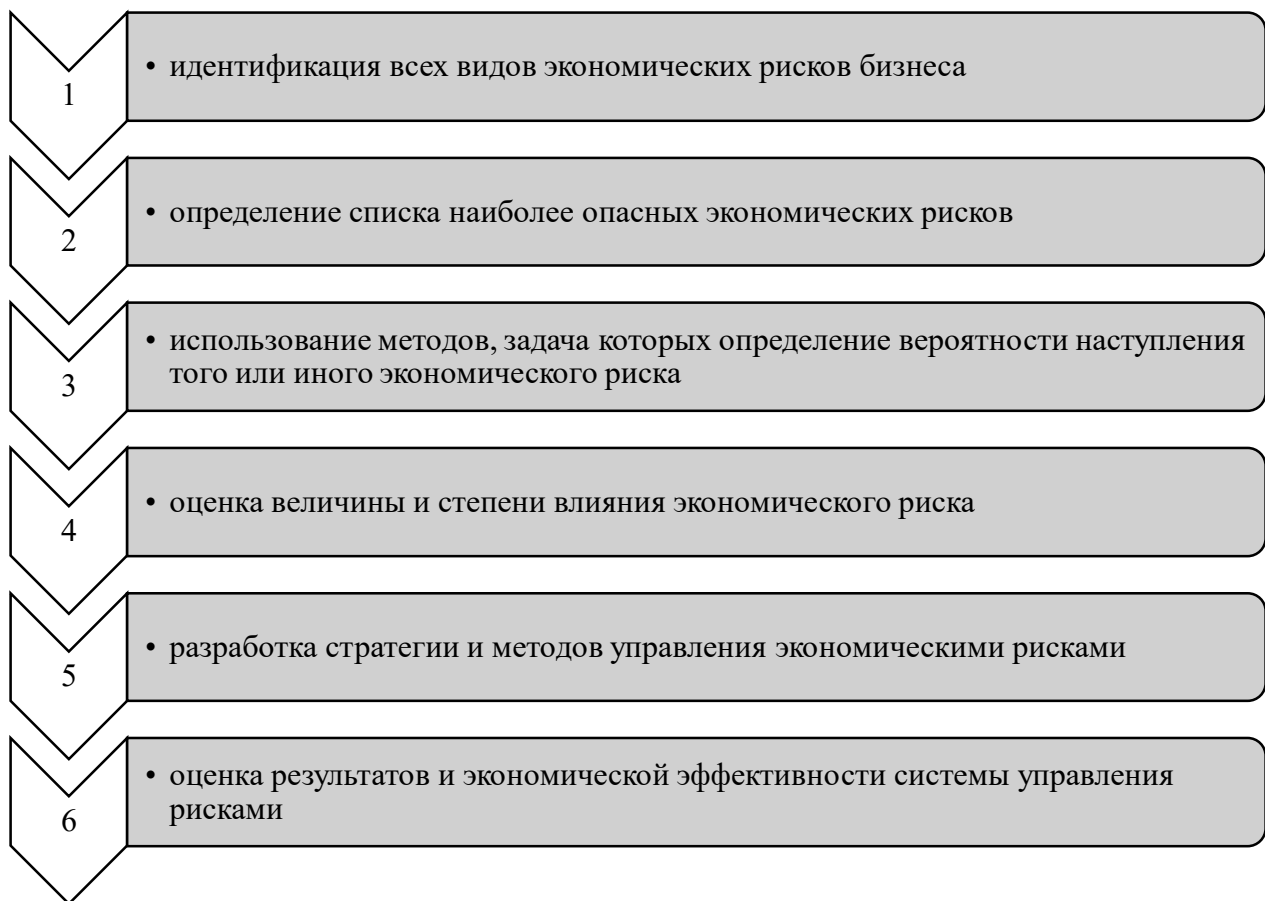 1
• идентификация всех видов экономических рисков бизнеса
2
• определение списка наиболее опасных экономических рисков
3
• использование методов, задача которых определение вероятности наступления
того или иного экономического риска
4
• оценка величины и степени влияния экономического риска
5
• разработка стратегии и методов управления экономическими рисками
6
• оценка результатов и экономической эффективности системы управления
рисками